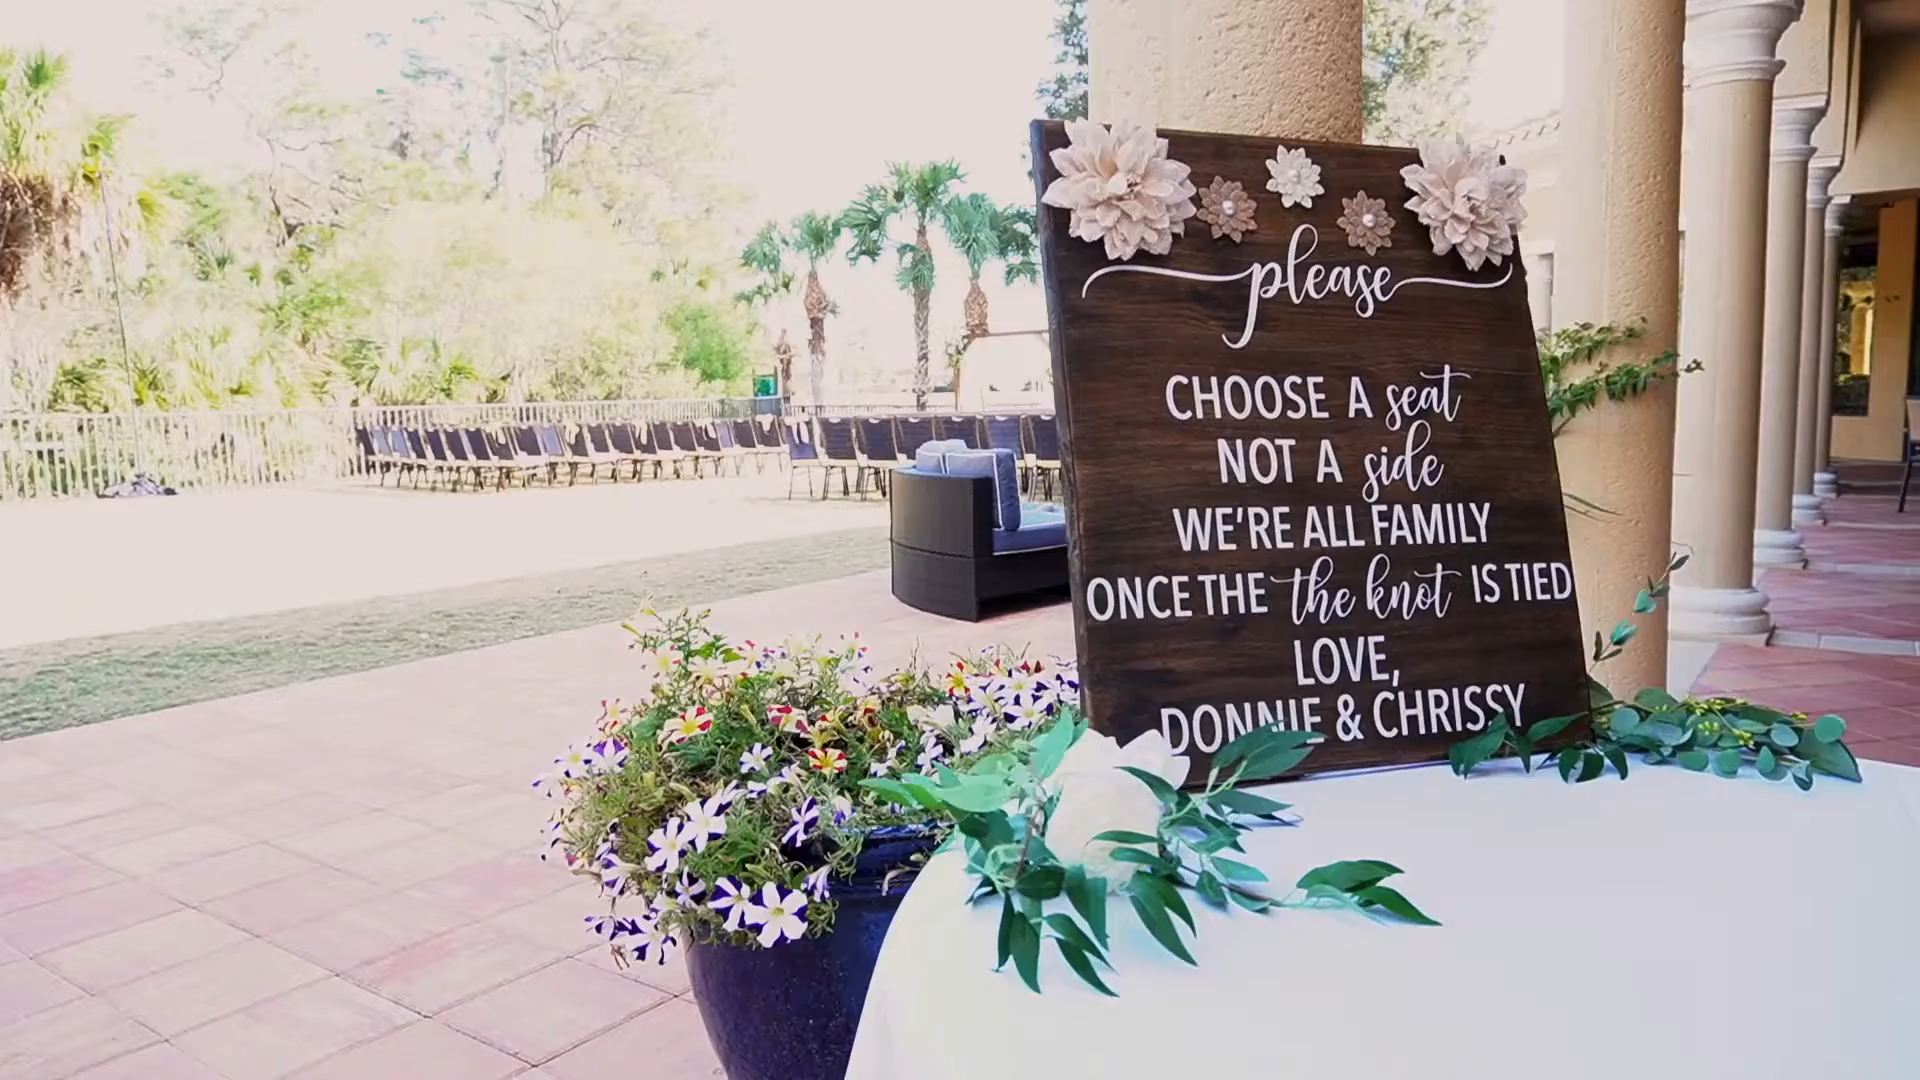 please
CHOOSE A seat
NOT A side
WE'RE ALL FAMILY
ONCE THE the knot IS TIED
LOVE,
DONNIE & CHRISSY